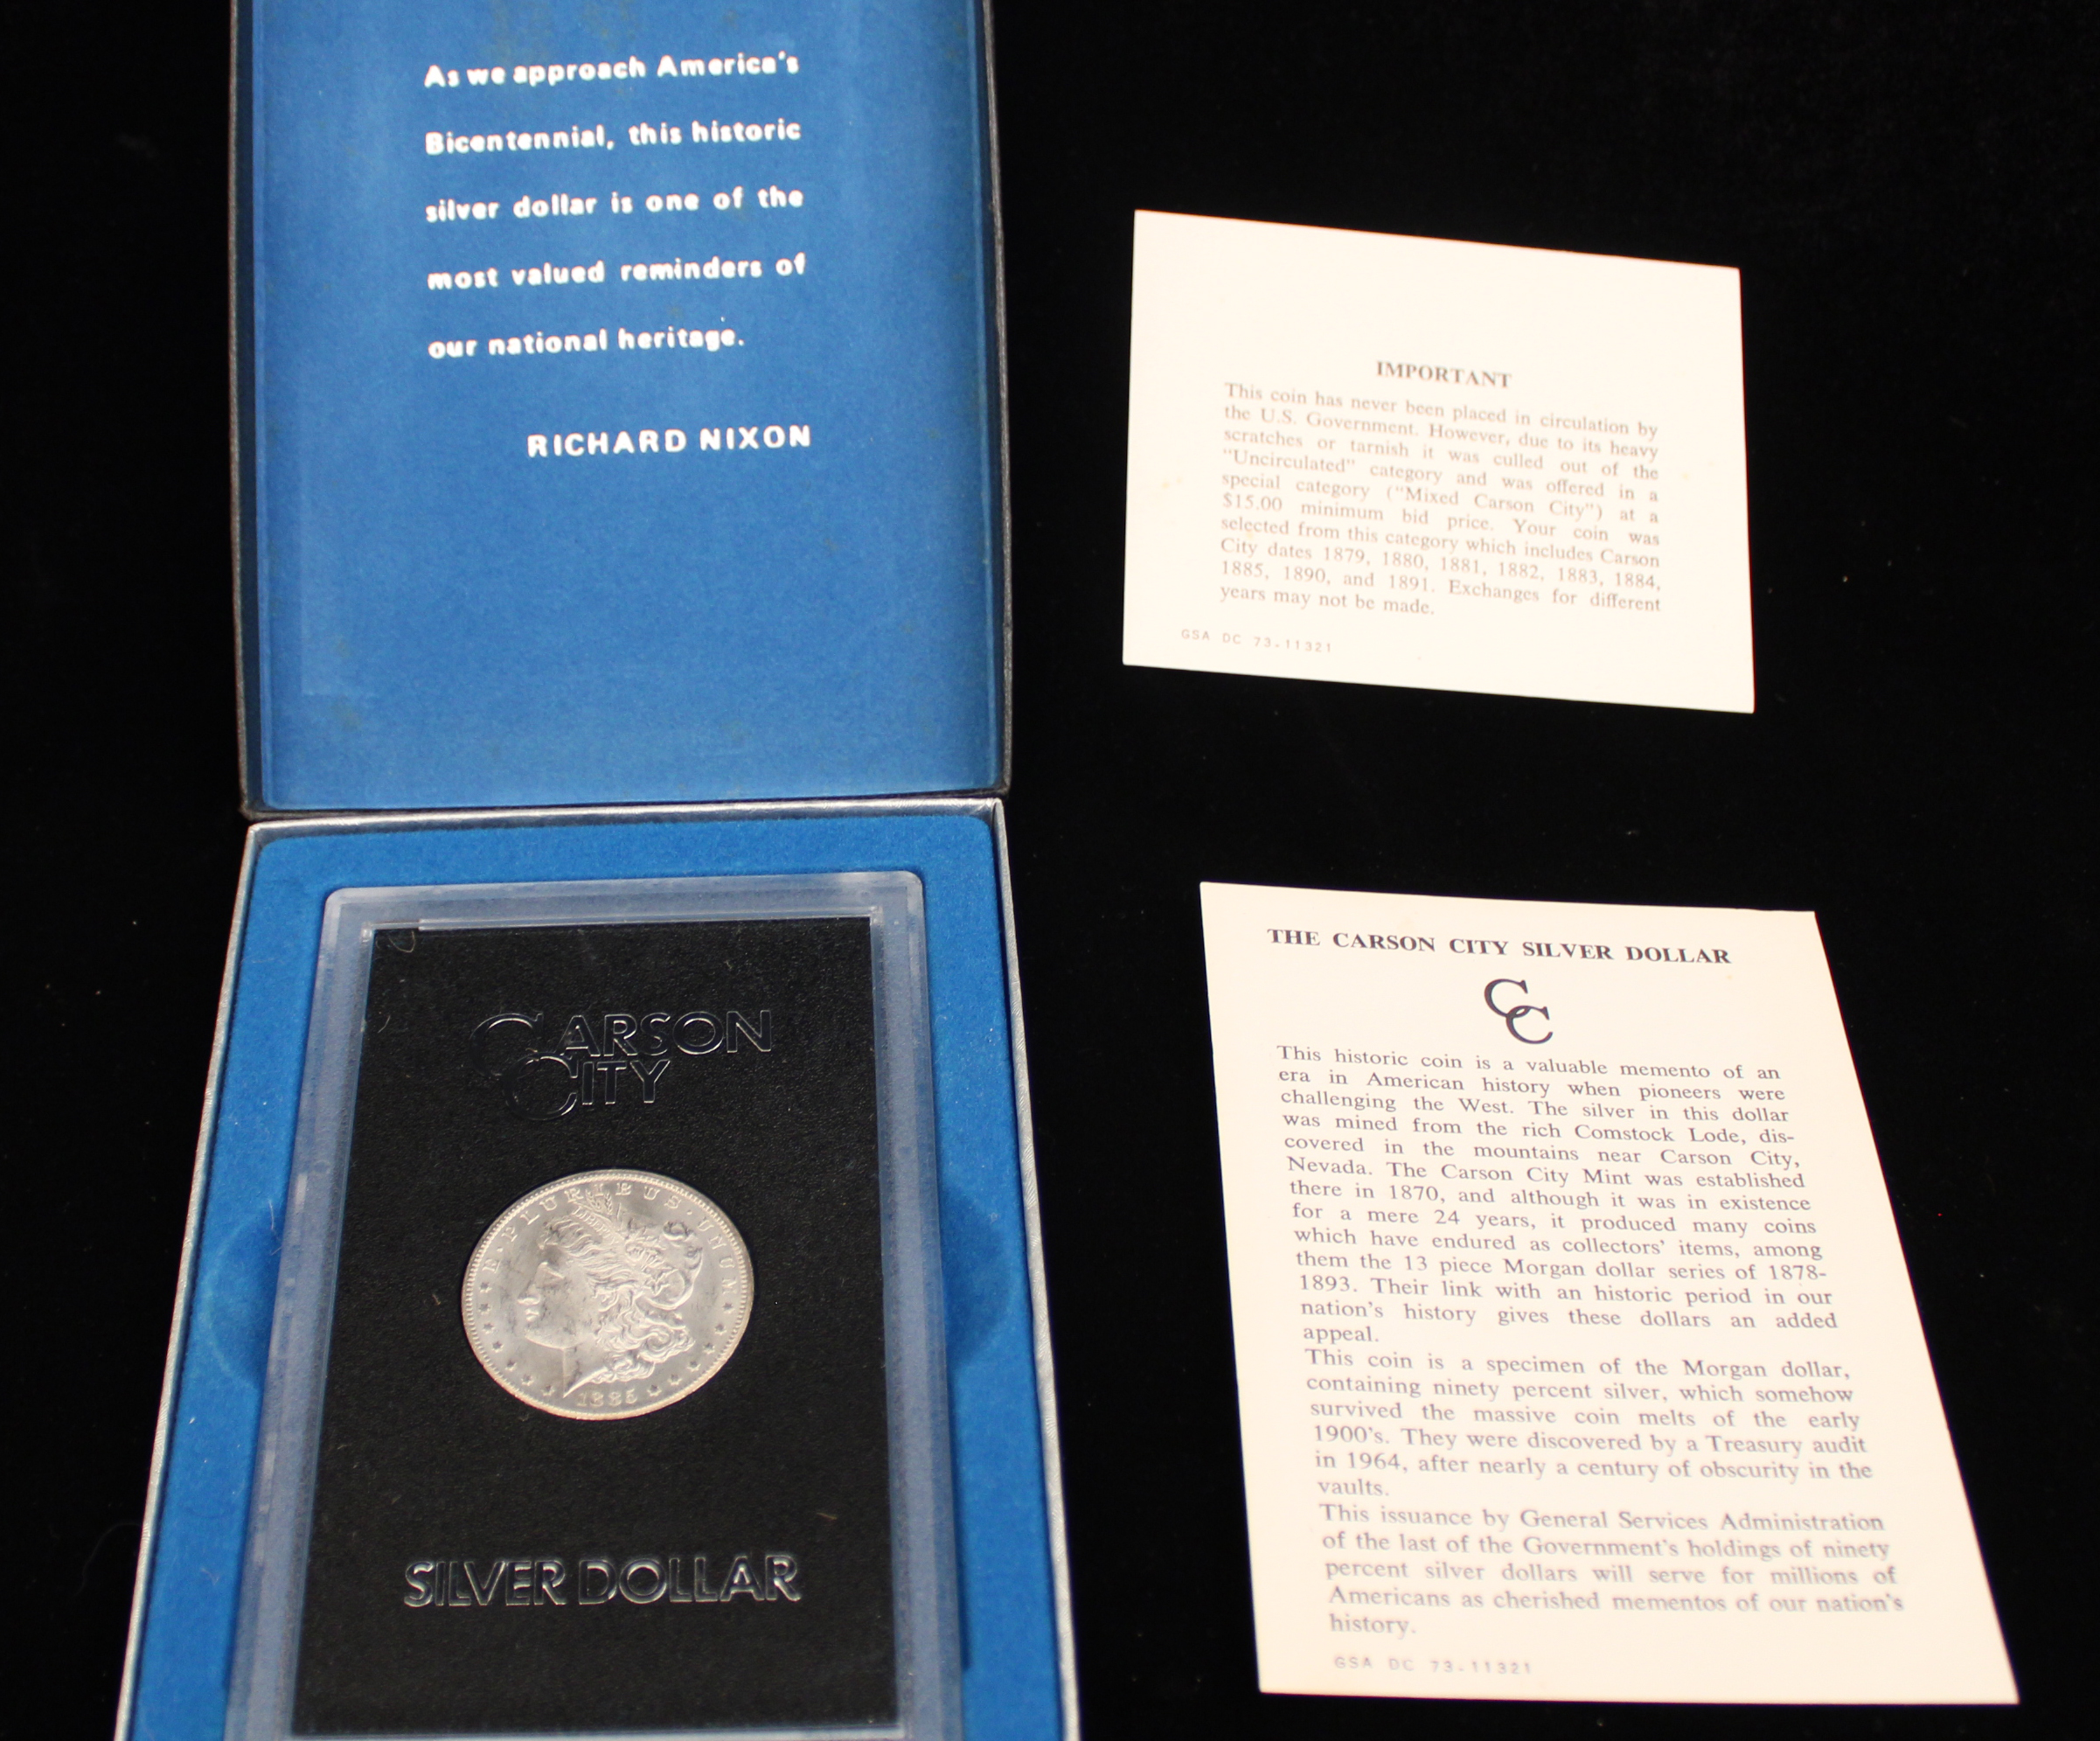 As we approach America's
Bicentennial, this historic
silver dollar is one of the
most valued reminders of
our national heritage.
RICHARD NIXON
CARSON
CITY
E·PLURIBUS·UNUM
1885
SILVER DOLLAR
IMPORTANT
This coin has never been placed in circulation by
the U.S. Government. However, due to its heavy
scratches or tarnish it was culled out of the
"Uncirculated" category and was offered in a
special category ("Mixed Carson City") at a
$15.00 minimum bid price. Your coin was
selected from this category which includes Carson
City dates 1879, 1880, 1881, 1882, 1883, 1884,
1885, 1890, and 1891. Exchanges for different
years may not be made.
GSA DC 73-11321
THE CARSON CITY SILVER DOLLAR
CC
This historic coin is a valuable memento of an
era in American history when pioneers were
challenging the West. The silver in this dollar
was mined from the rich Comstock Lode, dis-
covered in the mountains near Carson City,
Nevada. The Carson City Mint was established
there in 1870, and although it was in existence
for a mere 24 years, it produced many coins
which have endured as collectors' items, among
them the 13 piece Morgan dollar series of 1878-
1893. Their link with an historic period in our
nation's history gives these dollars an added
appeal.
This coin is a specimen of the Morgan dollar,
containing ninety percent silver, which somehow
survived the massive coin melts of the early
1900's. They were discovered by a Treasury audit
in 1964, after nearly a century of obscurity in the
vaults.
This issuance by General Services Administration
of the last of the Government's holdings of ninety
percent silver dollars will serve for millions of
Americans as cherished mementos of our nation's
history.
GSA DC 73-11321